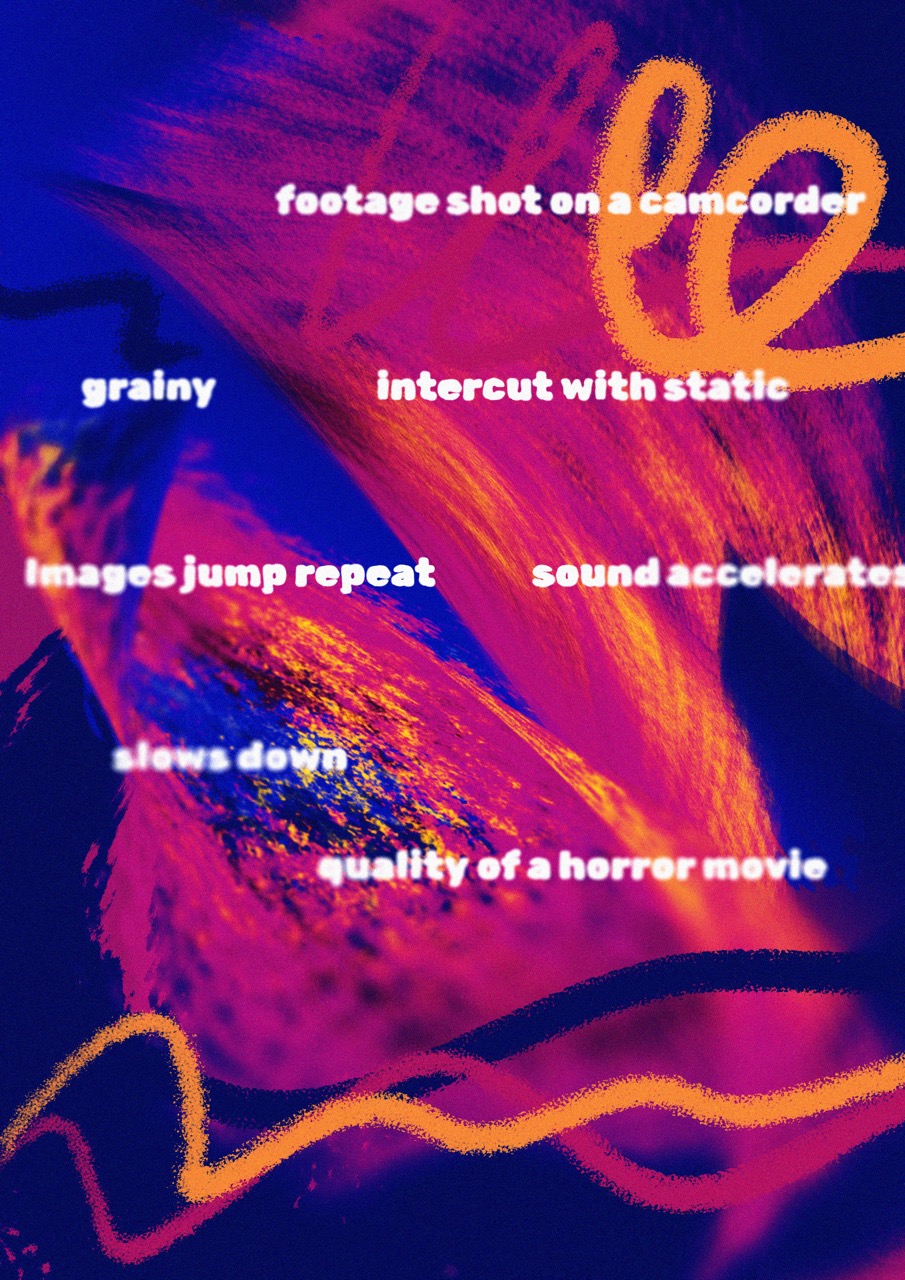 footage shot on a camcorder
grainy intercut with static
Images jump repeat sound accelerates
slows down
quality of a horror movie